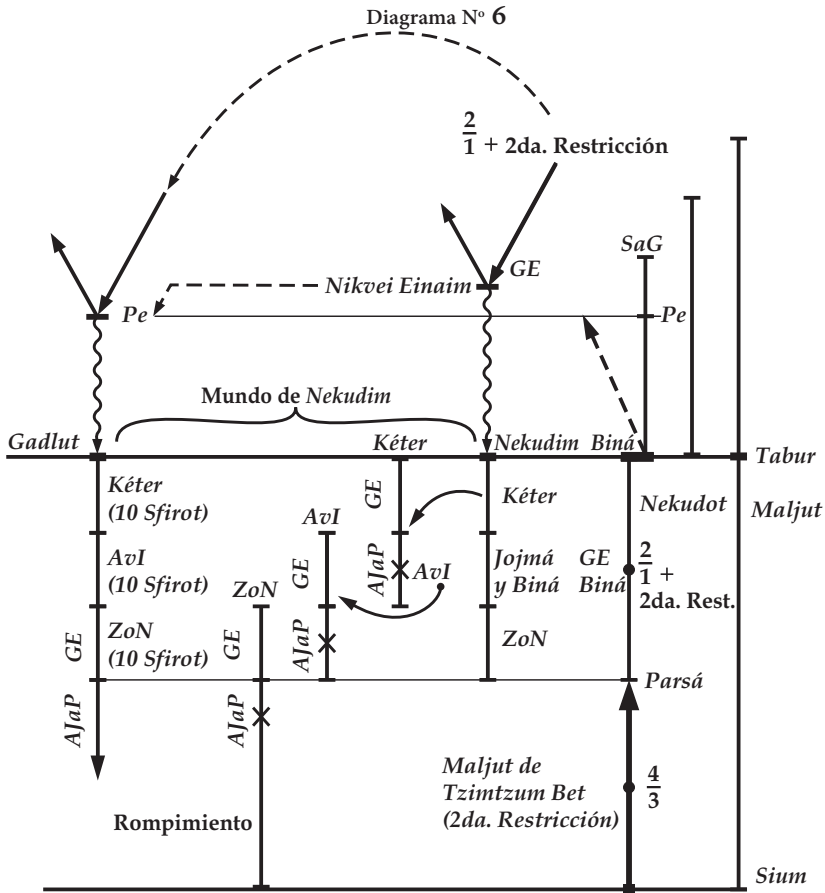 Diagrama Nº 6
2/1 + 2da. Restricción
SaG
GE
Nikvei Einaim
Pe
Pe
Mundo de Nekudim
Gadlut
Kéter
Nekudim
Biná
Tabur
Kéter
(10 Sfirot)
GE
Kéter
Nekudot
Maljut
AvI
AvI
(10 Sfirot)
GE
AJaP
AvI
Jojmá
y Biná
GE
Biná
2/1 +
2da. Rest.
ZoN
ZoN
(10 Sfirot)
GE
GE
AJaP
ZoN
Parsá
AJaP
AJaP
Maljut de
Tzimtzum Bet
(2da. Restricción)
4/3
Rompimiento
Sium